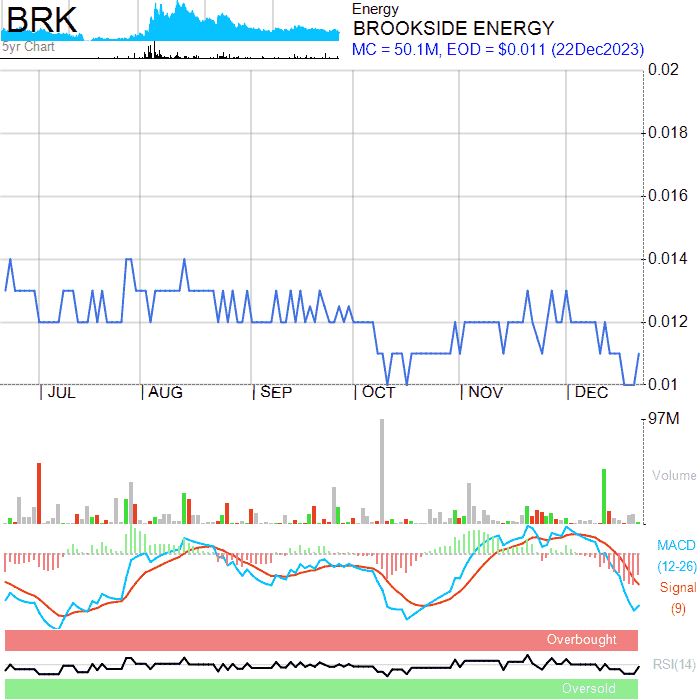 BRK
5yr Chart
Energy
BROOKSIDE ENERGY
MC = 50.1M, EOD = $0.011 (22Dec2023)
0.02
0.018
0.016
0.014
0.012
0.01
JUL AUG SEP OCT NOV DEC
97M
Volume
MACD
(12-26)
Signal
(9)
Overbought
RSI(14)
Oversold